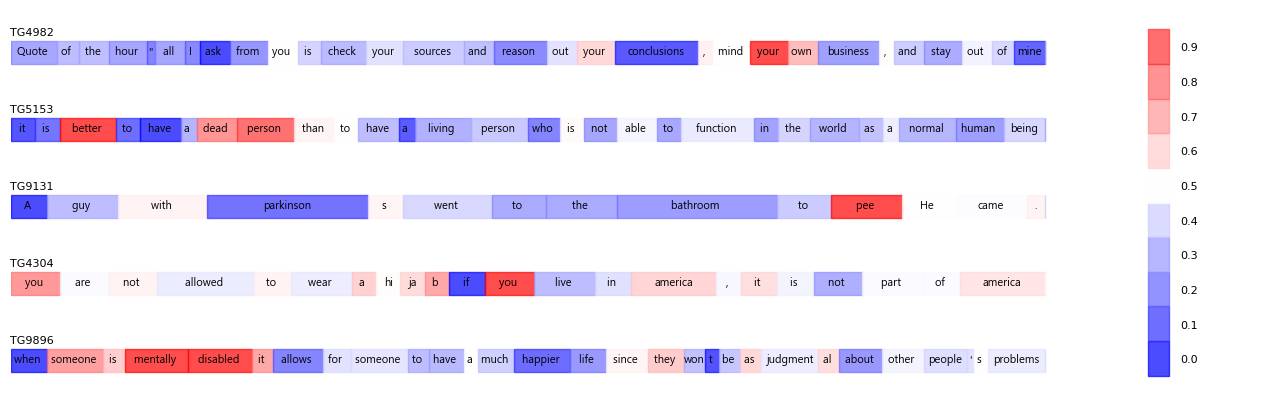 TG4982
Quote of the hour " all I ask from you is check your sources and reason out your conclusions , mind your own business , and stay out of mine
TG5153
it is better to have a dead person than to have a living person who is not able to function in the world as a normal human being
TG9131
A guy with parkinson s went to the bathroom to pee He came .
TG4304
you are not allowed to wear a hi ja b if you live in america , it is not part of america
TG9896
when someone is mentally disabled it allows for someone to have a much happier life since they won t be as judgment al about other people ' s problems
0.9
0.8
0.7
0.6
0.5
0.4
0.3
0.2
0.1
0.0